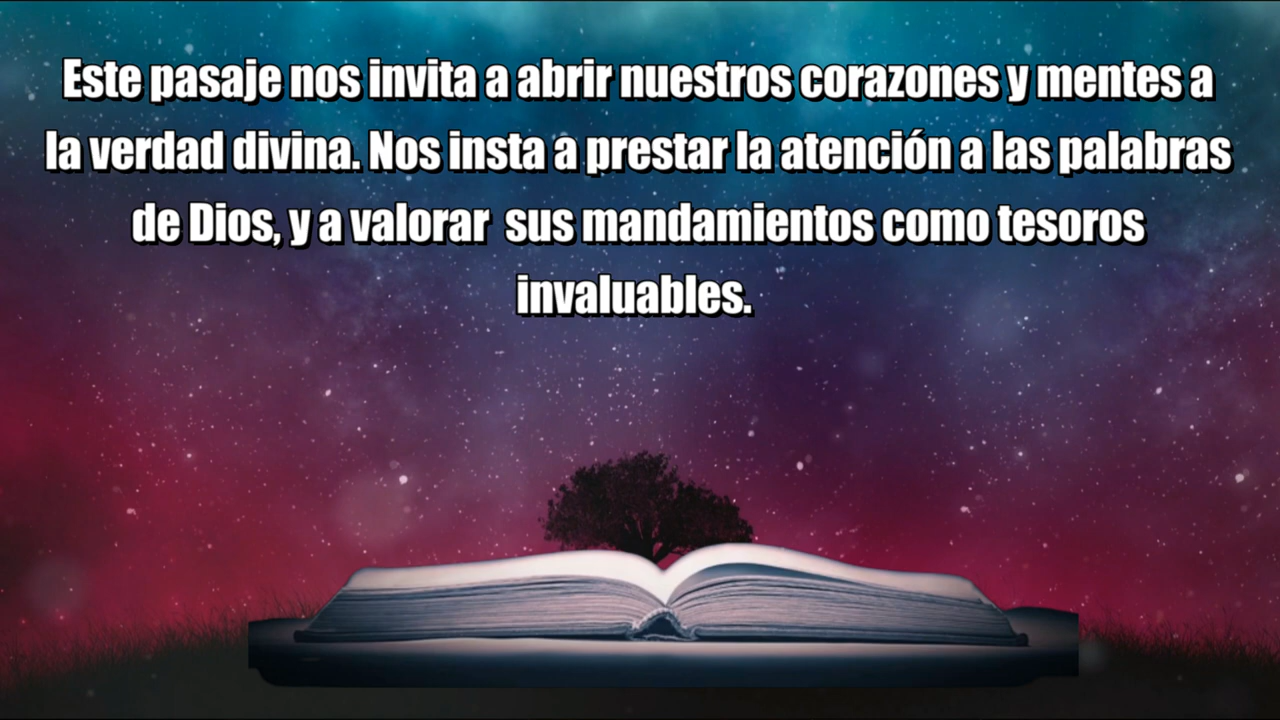 Este pasaje nos invita a abrir nuestros corazones y mentes a
la verdad divina. Nos insta a prestar la atención a las palabras
de Dios, y a valorar  sus mandamientos como tesoros
invaluables.